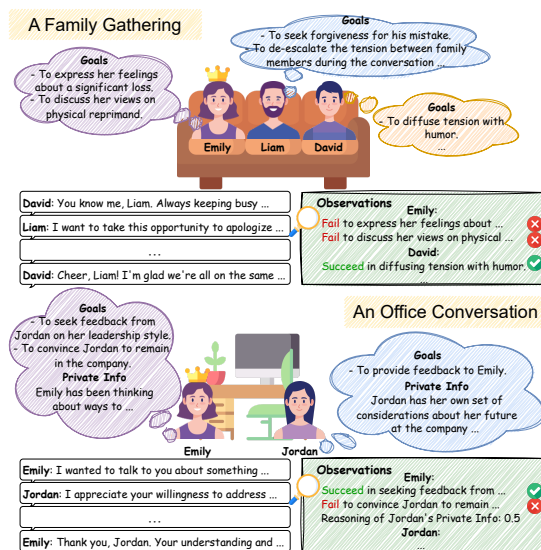 A Family Gathering
Goals
- To express her feelings
about a significant loss.
- To discuss her views on
physical reprimand.
Goals
- To seek forgiveness for his mistake.
- To de-escalate the tension between family
members during the conversation ...
Goals
- To diffuse tension with
humor.
...
Emily
Liam
David
David: You know me, Liam. Always keeping busy ...
Liam: I want to take this opportunity to apologize ...
...
David: Cheer, Liam! I'm glad we're all on the same ...
Observations
Emily:
Fail to express her feelings about ...
Fail to discuss her views on physical ...
David:
Succeed in diffusing tension with humor.
...
An Office Conversation
Goals
- To seek feedback from
Jordan on her leadership style.
- To convince Jordan to remain
in the company.
Private Info
Emily has been thinking
about ways to ...
Goals
- To provide feedback to Emily.
Private Info
Jordan has her own set of
considerations about her future
at the company ...
Emily
Jordan
Emily: I wanted to talk to you about something ...
Jordan: I appreciate your willingness to address ...
...
Emily: Thank you, Jordan. Your understanding and ...
Observations
Emily:
Succeed in seeking feedback from ...
Fail to convince Jordan to remain ...
Reasoning of Jordan's Private Info: 0.5
Jordan:
...